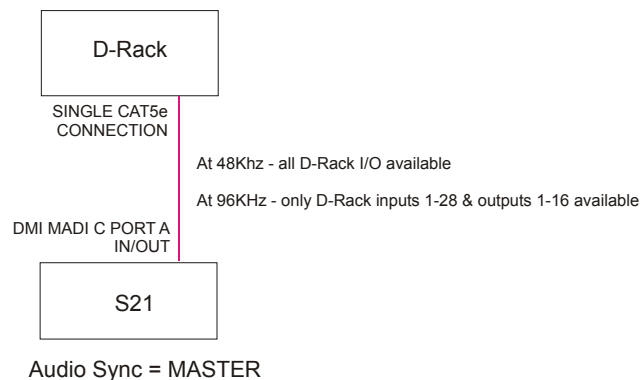 D-Rack
SINGLE CAT5e
CONNECTION
At 48Khz - all D-Rack I/O available
At 96KHz - only D-Rack inputs 1-28 & outputs 1-16 available
DMI MADI C PORT A
IN/OUT
S21
Audio Sync = MASTER